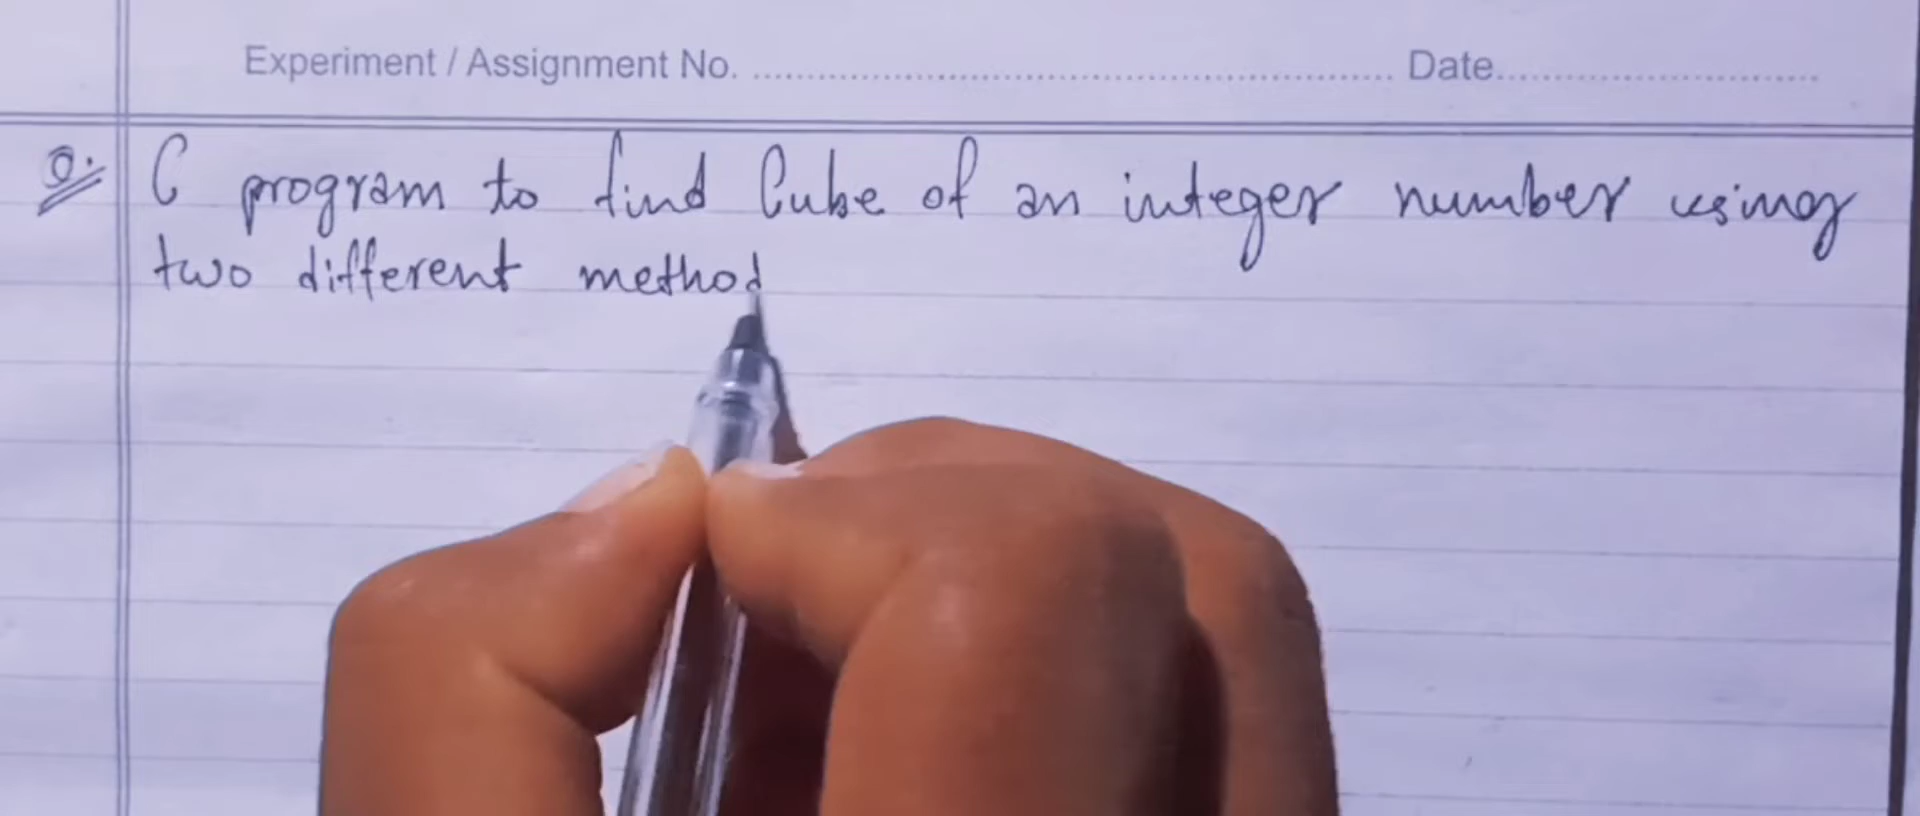 Experiment / Assignment No. ........................ Date........................
Q. C program to find Cube of an integer number using
two different method